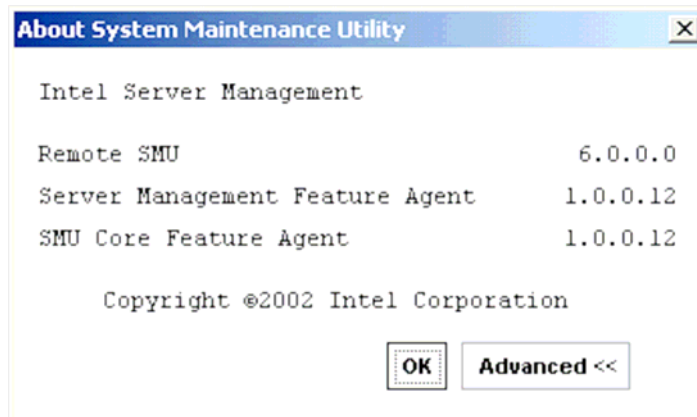 About System Maintenance Utility
Intel Server Management
Remote SMU 6.0.0.0
Server Management Feature Agent 1.0.0.12
SMU Core Feature Agent 1.0.0.12
Copyright ©2002 Intel Corporation
OK Advanced <<